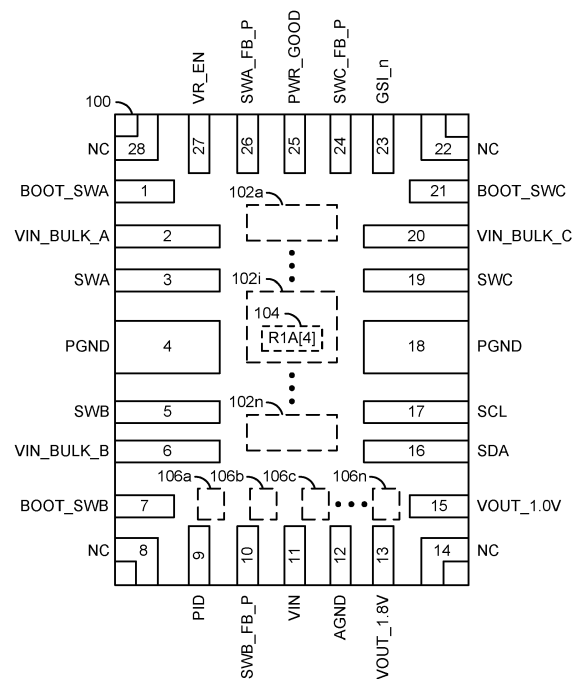 VR_EN
SWA_FB_P
PWR_GOOD
SWC_FB_P
GSI_n
100
NC 28 27 26 25 24 23 22 NC
BOOT_SWA 1 21 BOOT_SWC
102a
VIN_BULK_A 2 20 VIN_BULK_C
SWA 3 102i 19 SWC
104
R1A[4]
PGND 4 18 PGND
102n
SWB 5 17 SCL
VIN_BULK_B 6 16 SDA
106a 106b 106c 106n
BOOT_SWB 7 15 VOUT_1.0V
NC 8 9 10 11 12 13 14 NC
PID
SWB_FB_P
VIN
AGND
VOUT_1.8V